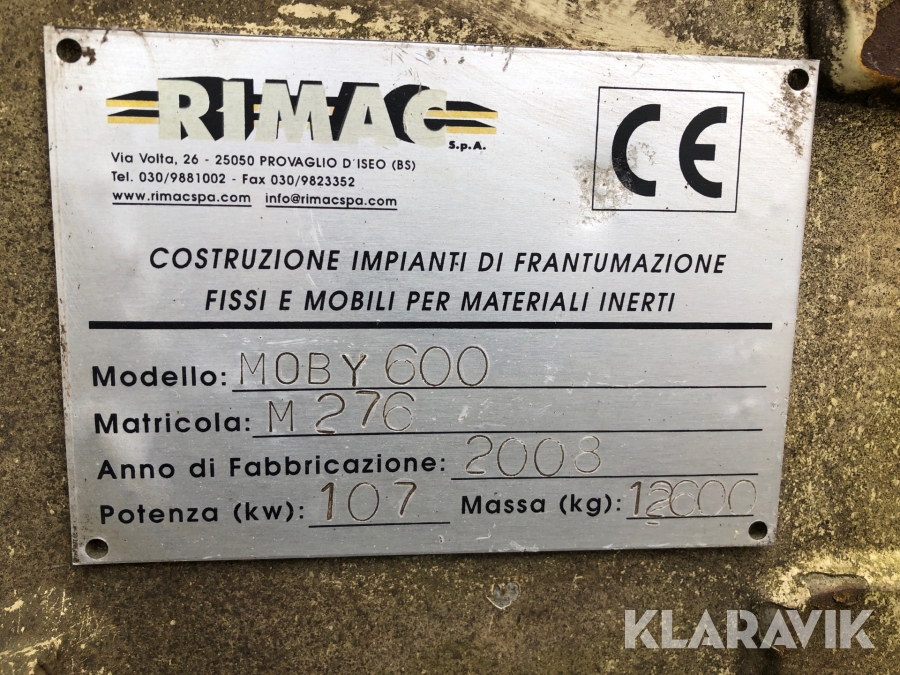 RIMAC S.p.A.
CE
Via Volta, 26 - 25050 PROVAGLIO D'ISEO (BS)
Tel. 030/9881002 - Fax 030/9823352
www.rimacspa.com info@rimacspa.com
COSTRUZIONE IMPIANTI DI FRANTUMAZIONE
FISSI E MOBILI PER MATERIALI INERTI
Modello: MOBY 600
Matricola: M 276
Anno di Fabbricazione: 2008
Potenza (kw): 107 Massa (kg):
KLARAVIK